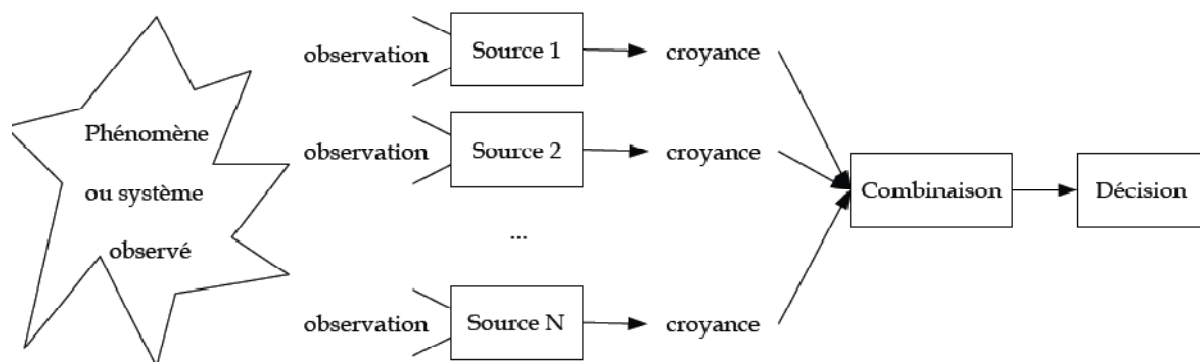 observation
Source 1
croyance
Phénomène
ou système
observé
observation
Source 2
croyance
Combinaison
Décision
...
observation
Source N
croyance